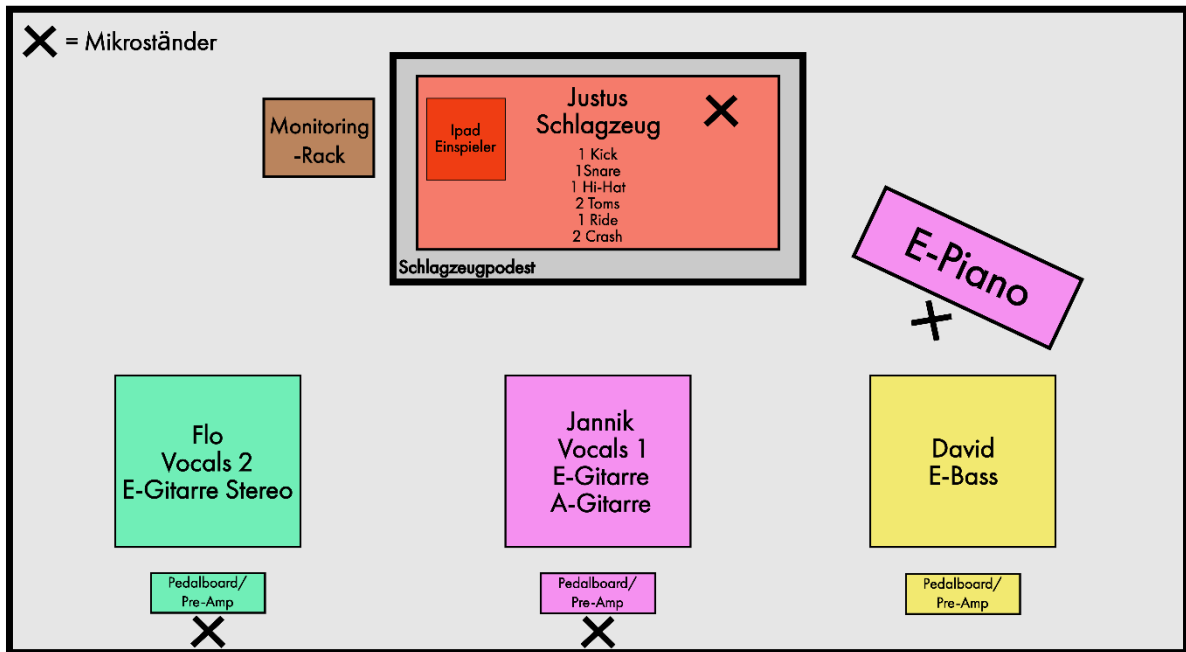 X = Mikroständer
Monitoring
-Rack
Ipad
Einspieler
Justus
Schlagzeug
1 Kick
1Snare
1 Hi-Hat
2 Toms
1 Ride
2 Crash
Schlagzeugpodest
E-Piano
Flo
Vocals 2
E-Gitarre Stereo
Jannik
Vocals 1
E-Gitarre
A-Gitarre
David
E-Bass
Pedalboard/
Pre-Amp
Pedalboard/
Pre-Amp
Pedalboard/
Pre-Amp